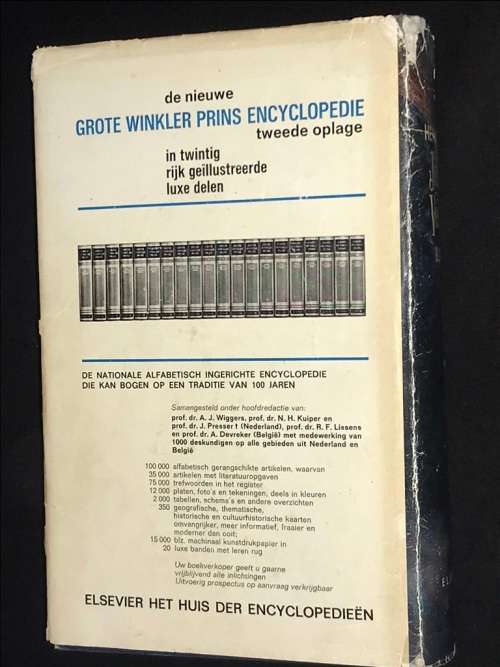 de nieuwe
GROTE WINKLER PRINS ENCYCLOPEDIE
tweede oplage
in twintig
rijk geïllustreerde
luxe delen
DE NATIONALE ALFABETISCH INGERICHTE ENCYCLOPEDIE
DIE KAN BOGEN OP EEN TRADITIE VAN 100 JAREN
Samengesteld onder hoofdredactie van:
prof. dr. A. J. Wiggers, prof. dr. N. H. Kuiper en
prof. dr. J. Presser † (Nederland), prof. dr. R. F. Lissens
en prof. dr. A. Devreker (België) met medewerking van
1000 deskundigen op alle gebieden uit Nederland en
België
100 000 alfabetisch gerangschikte artikelen, waarvan
35 000 artikelen met literatuuropgaven
75 000 trefwoorden in het register
12 000 platen, foto's en tekeningen, deels in kleuren
2 000 tabellen, schema's en andere overzichten
350 geografische, thematische,
historische en cultuurhistorische kaarten
omvangrijker, meer informatief, fraaier en
moderner dan ooit;
15 000 blz. machinaal kunstdrukpapier in
20 luxe banden met leren rug
Uw boekverkoper geeft u gaarne
vrijblijvend alle inlichtingen
Uitvoerig prospectus op aanvraag verkrijgbaar
ELSEVIER HET HUIS DER ENCYCLOPEDIEËN